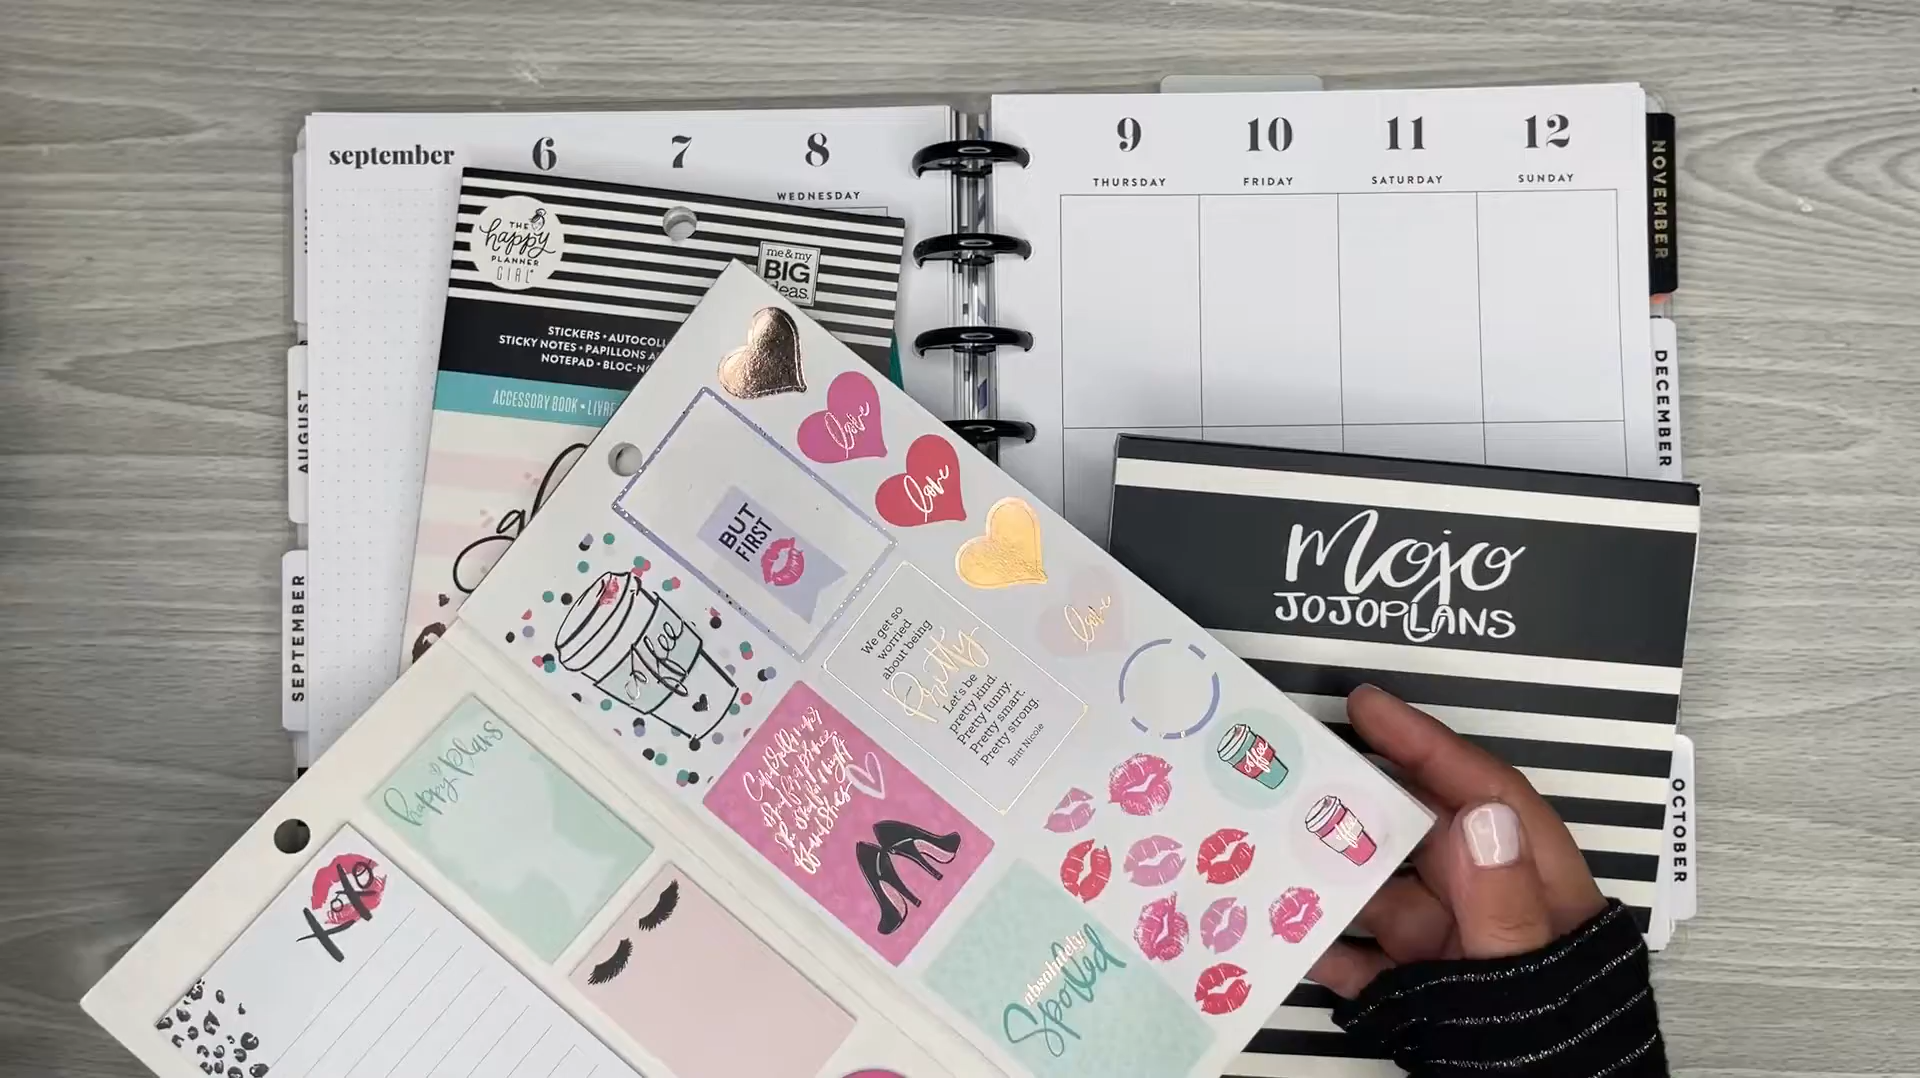 september
6
7
8
WEDNESDAY
9
10
11
12
THURSDAY
FRIDAY
SATURDAY
SUNDAY
NOVEMBER
DECEMBER
OCTOBER
AUGUST
SEPTEMBER
THE
happy
PLANNER
GIRL
me & my
BIG
ideas.
STICKERS • AUTOCOLL
STICKY NOTES • PAPILLONS A
NOTEPAD • BLOC-N
ACCESSORY BOOK • LIVRE
love
love
love
BUT
FIRST
coffee
We get so
worried
about being
Pretty
Let's be
pretty kind.
Pretty funny.
Pretty smart.
Pretty strong.
Britt Nicole
coffee
coffee
absolutely
Spoiled
happy plans
XOXO
Mojo
JOJOPLANS